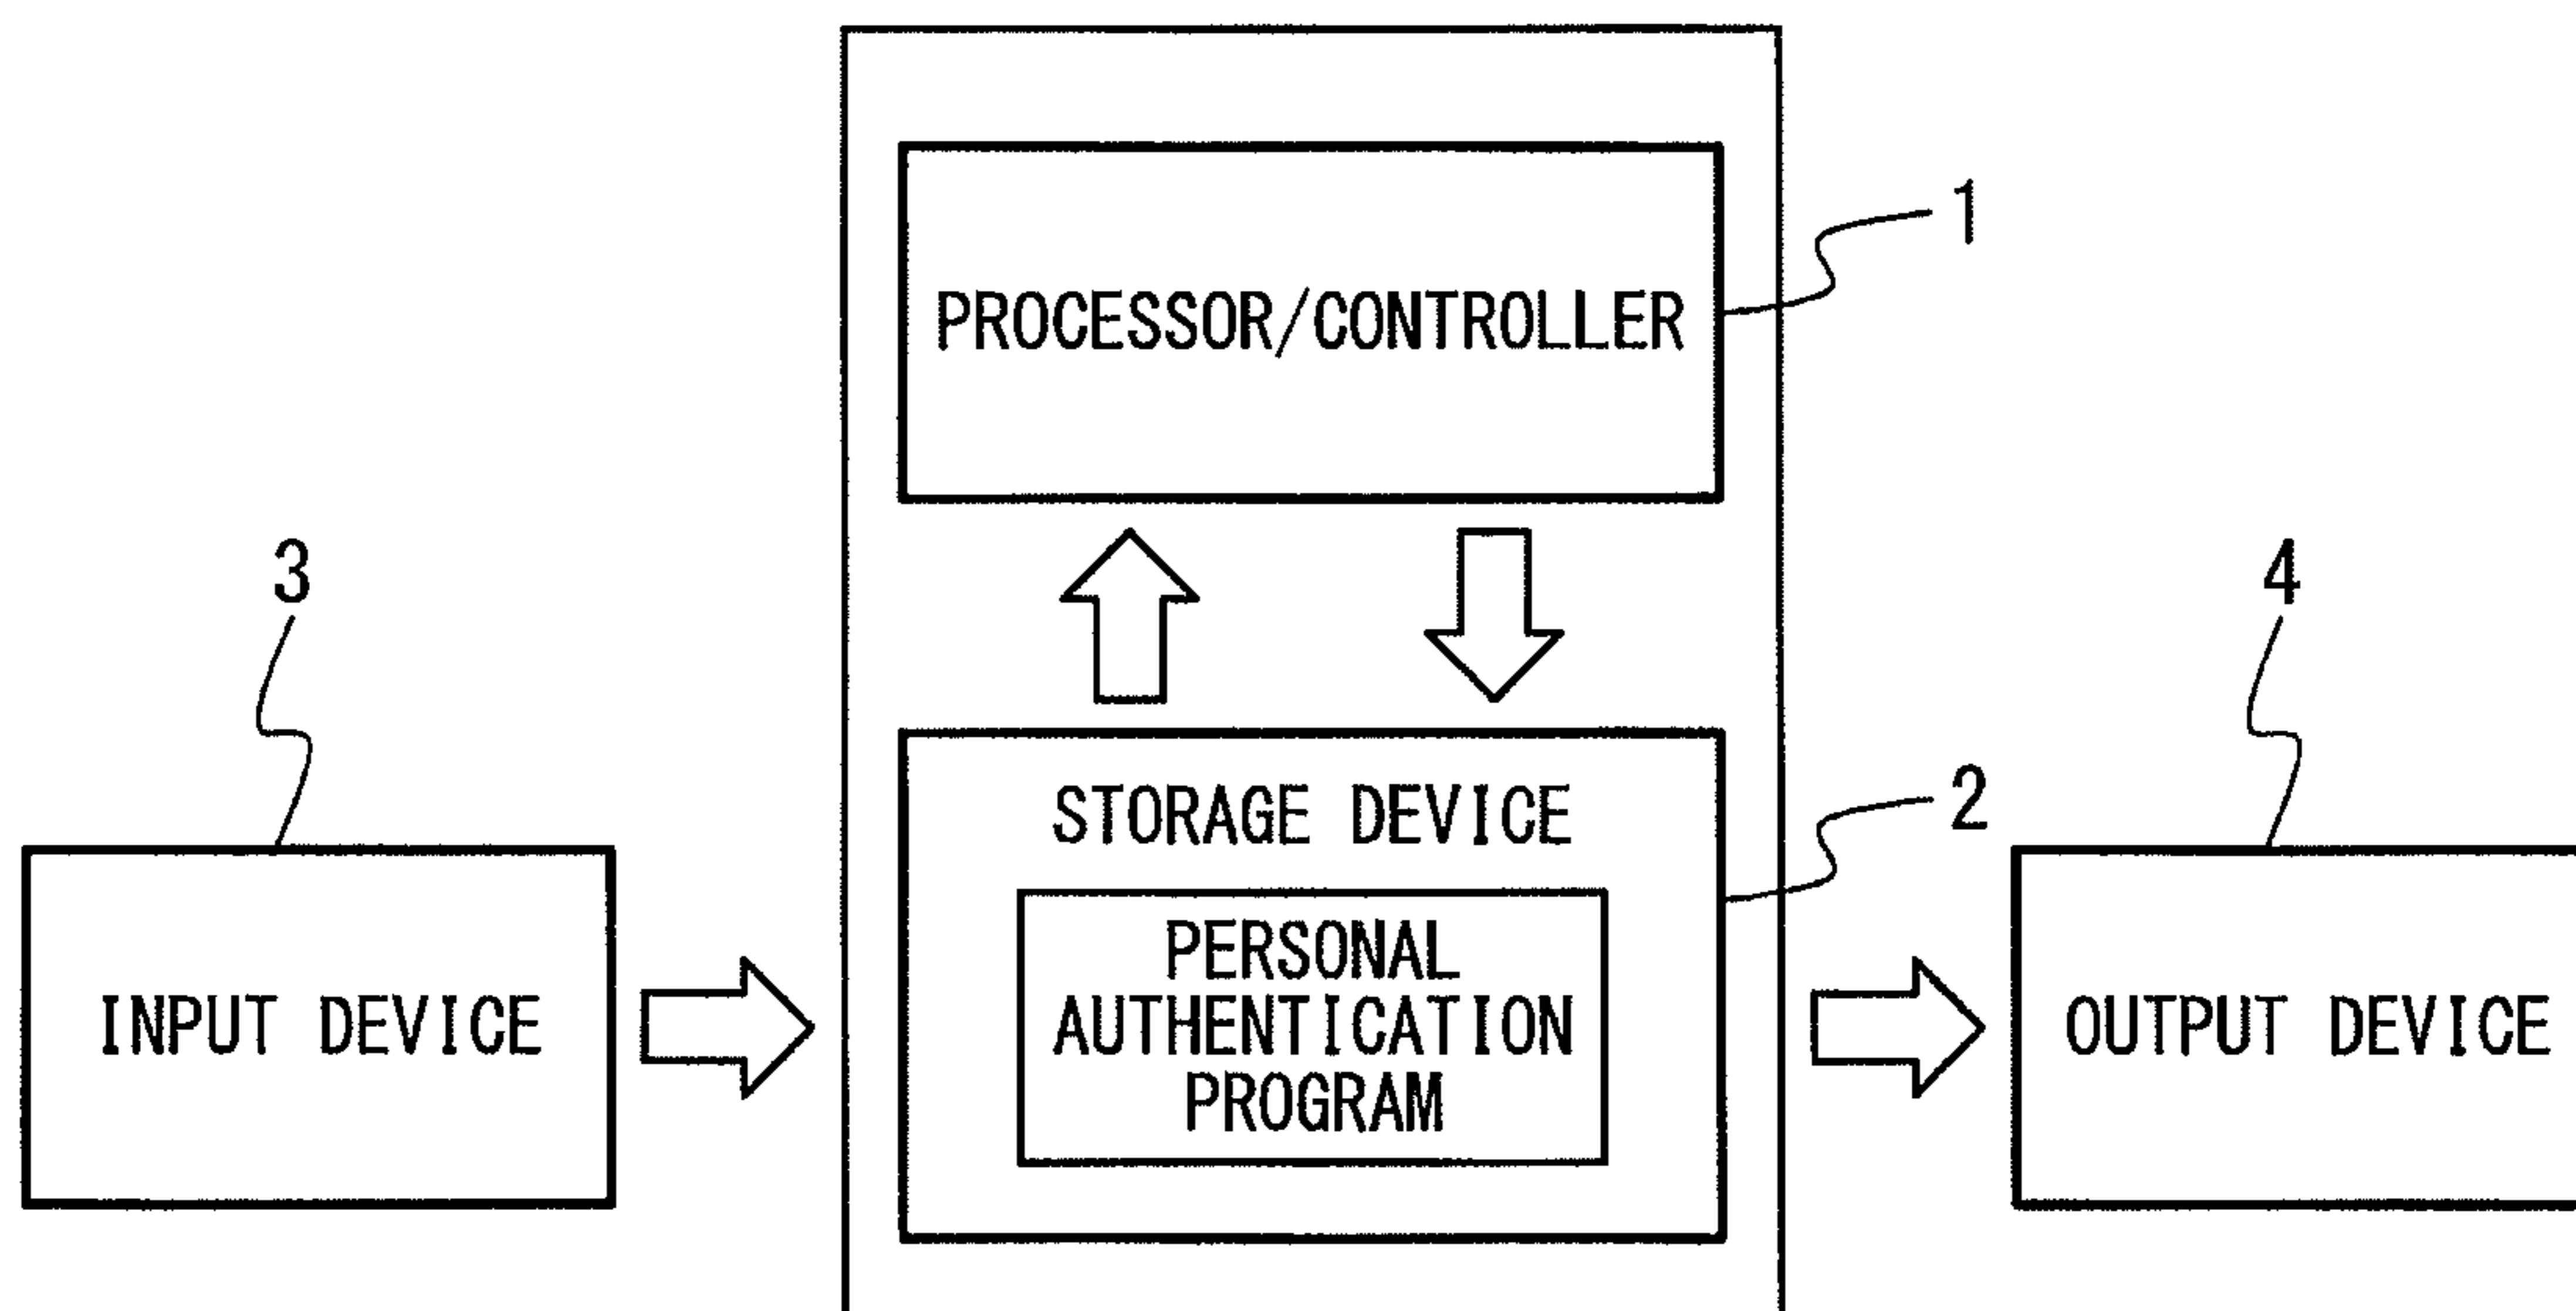 1
PROCESSOR/CONTROLLER
3
4
2
STORAGE DEVICE
PERSONAL
AUTHENTICATION
PROGRAM
INPUT DEVICE
OUTPUT DEVICE